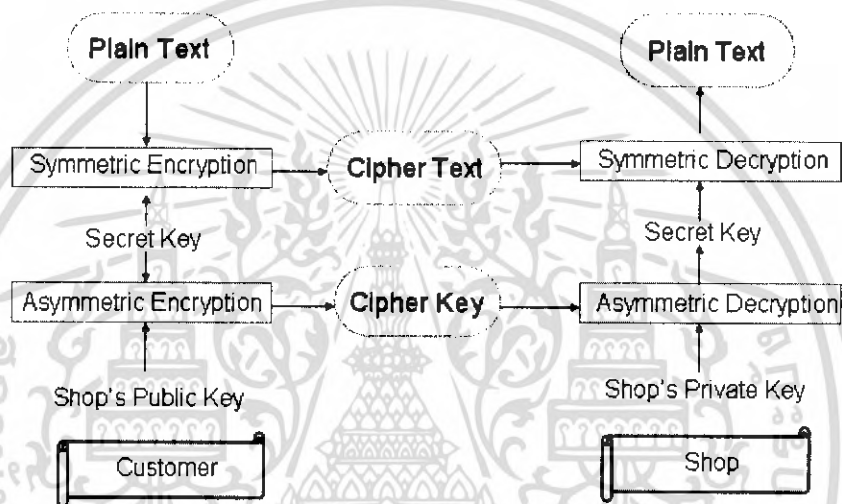 Plain Text
Plain Text
Symmetric Encryption
Cipher Text
Symmetric Decryption
Secret Key
Secret Key
Asymmetric Encryption
Cipher Key
Asymmetric Decryption
Shop's Public Key
Shop's Private Key
Customer
Shop